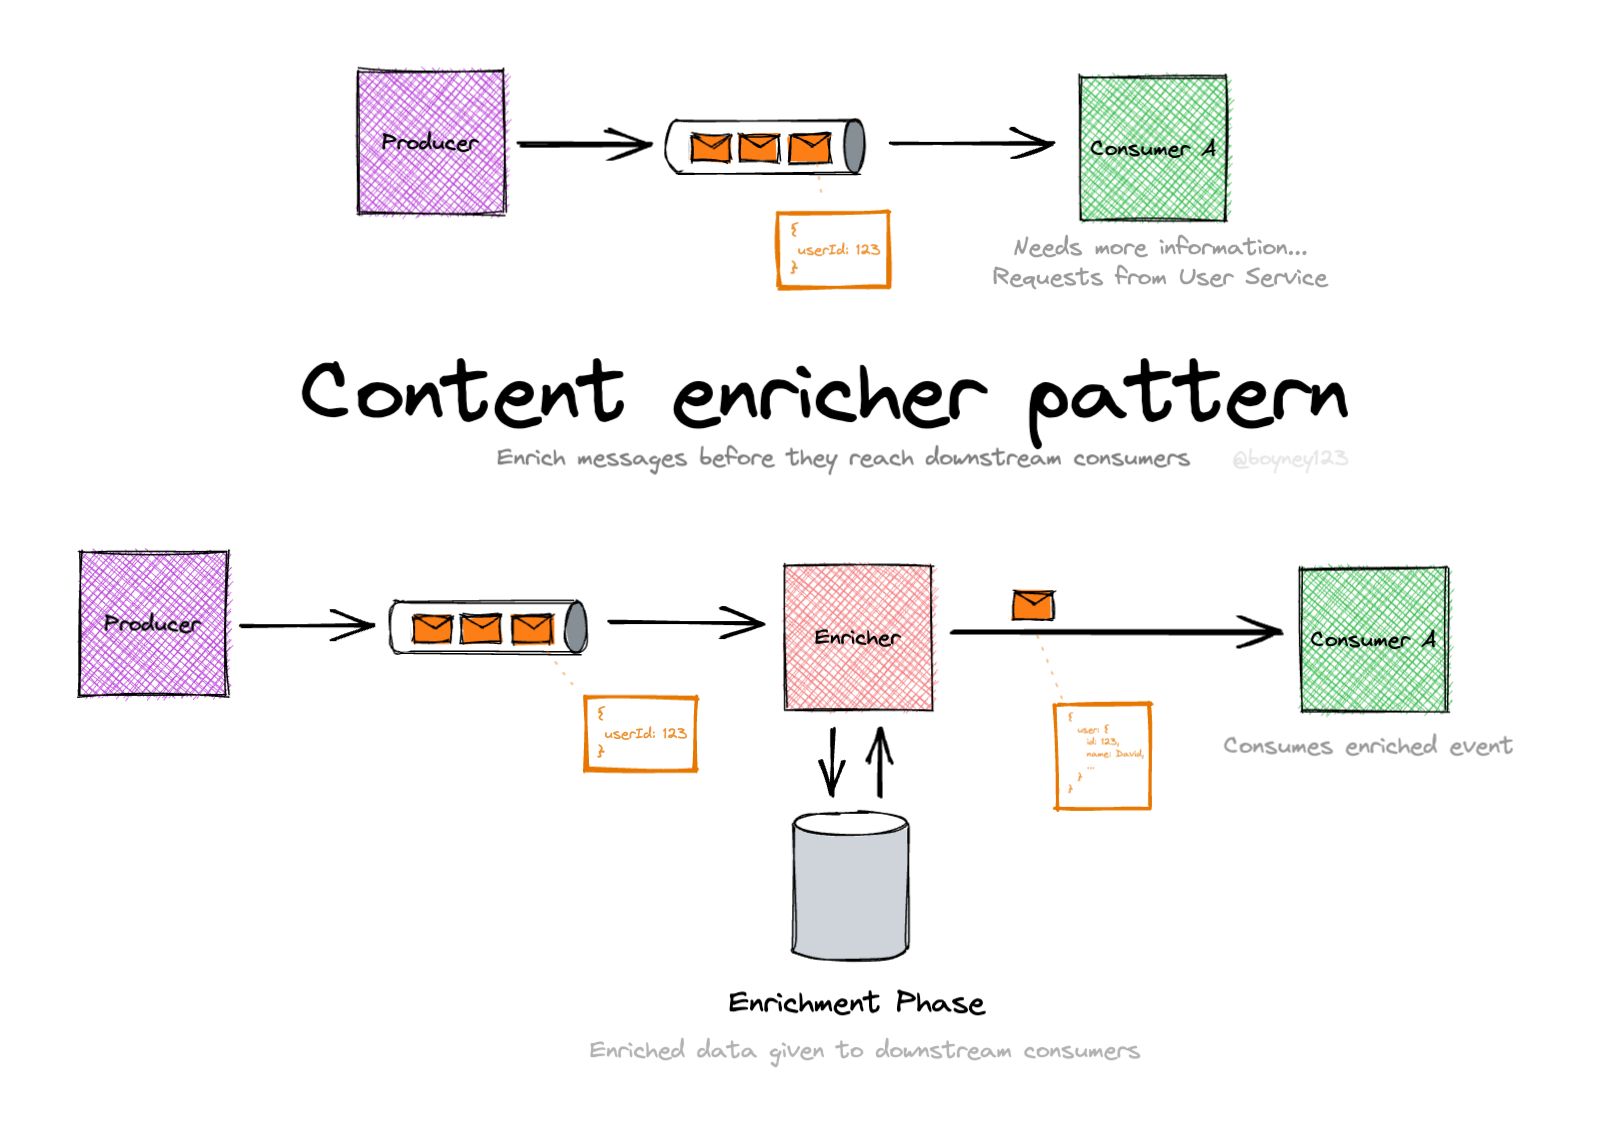 Producer
Consumer A
{
userId: 123
}
Needs more information...
Requests from User Service
Content enricher pattern
Enrich messages before they reach downstream consumers
@boyney123
Producer
Enricher
Consumer A
{
userId: 123
}
{
user: {
id: 123,
name: David,
...
}
}
Consumes enriched event
Enrichment Phase
Enriched data given to downstream consumers